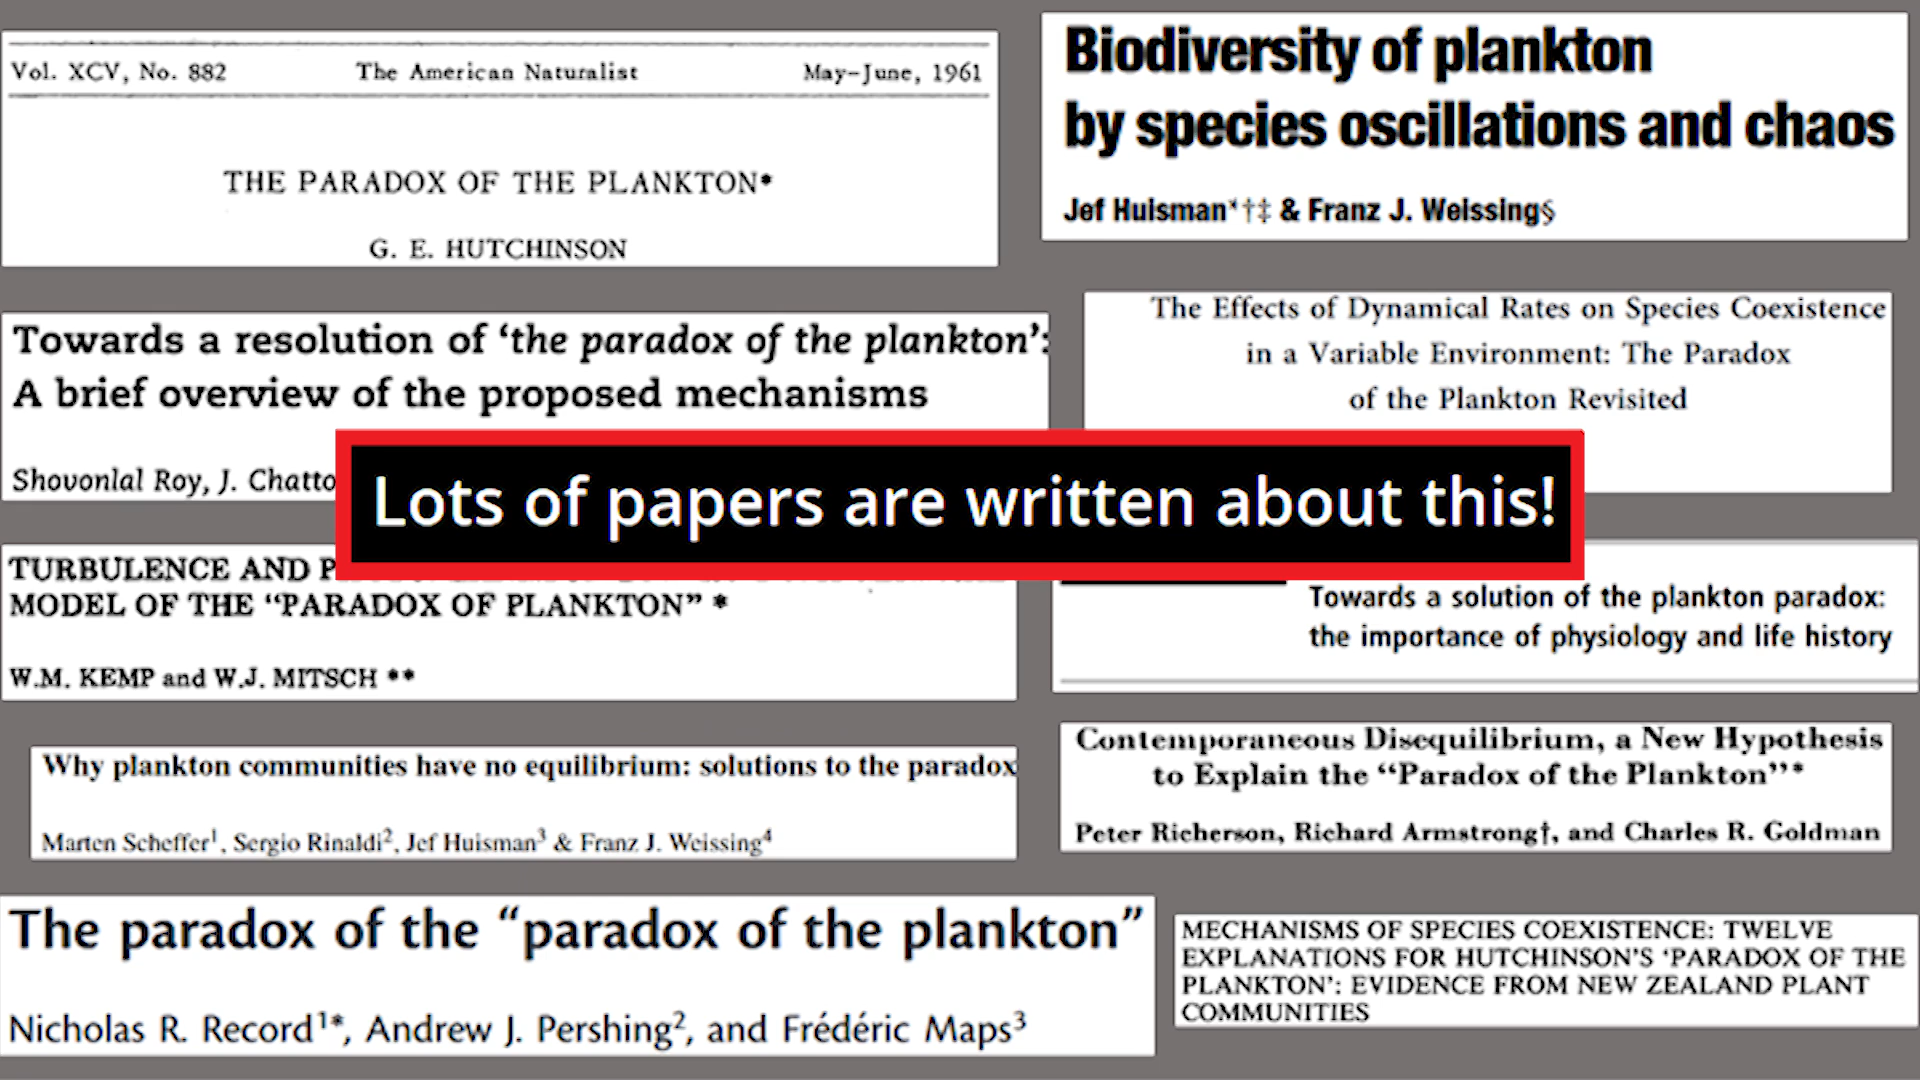 Vol. XCV, No. 882 The American Naturalist May-June, 1961
THE PARADOX OF THE PLANKTON*
G. E. HUTCHINSON
Biodiversity of plankton
by species oscillations and chaos
Jef Huisman*†‡ & Franz J. Weissing§
Towards a resolution of ‘the paradox of the plankton’:
A brief overview of the proposed mechanisms
Shovonlal Roy, J.
The Effects of Dynamical Rates on Species Coexistence
in a Variable Environment: The Paradox
of the Plankton Revisited
Lots of papers are written about this!
TURBULENCE AND
MODEL OF THE “PARADOX OF PLANKTON” *
W.M. KEMP and W.J. MITSCH **
Towards a solution of the plankton paradox:
the importance of physiology and life history
Why plankton communities have no equilibrium: solutions to the paradox
Marten Scheffer1, Sergio Rinaldi2, Jef Huisman3 & Franz J. Weissing4
Contemporaneous Disequilibrium, a New Hypothesis
to Explain the “Paradox of the Plankton”*
Peter Richerson, Richard Armstrong†, and Charles R. Goldman
The paradox of the “paradox of the plankton”
Nicholas R. Record1*, Andrew J. Pershing2, and Frédéric Maps3
MECHANISMS OF SPECIES COEXISTENCE: TWELVE
EXPLANATIONS FOR HUTCHINSON'S ‘PARADOX OF THE
PLANKTON’: EVIDENCE FROM NEW ZEALAND PLANT
COMMUNITIES